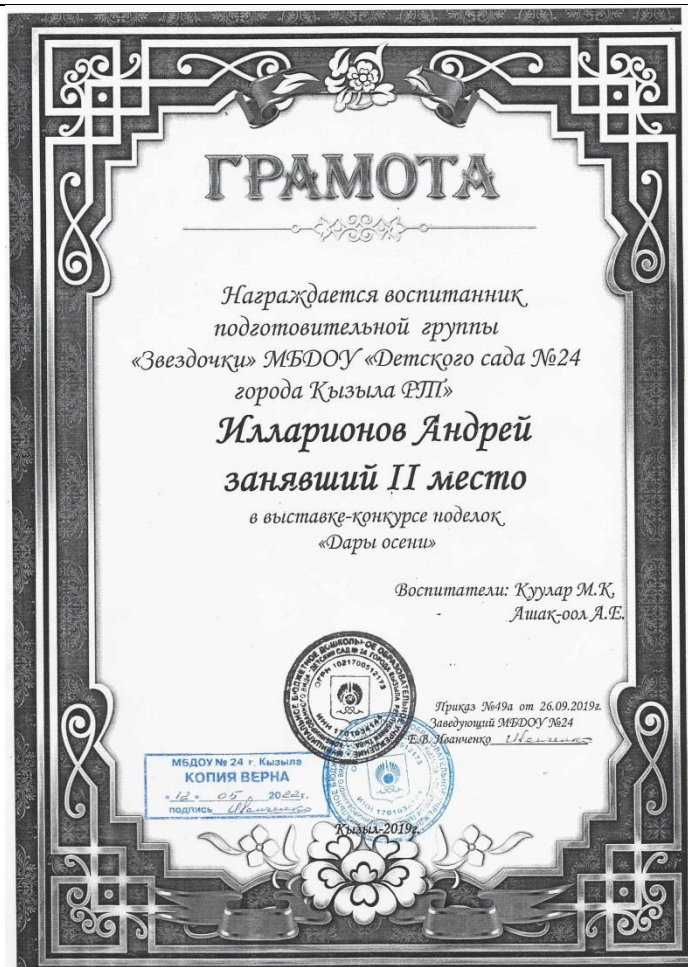 ГРАМОТА
Награждается воспитанник
подготовительной группы
«Звездочки» МБДОУ «Детского сада №24
города Кызыла РТ»
Илларионов Андрей
занявший II место
в выставке-конкурсе поделок
«Дары осени»
Воспитатели: Куулар М.К.
Ашак-оол А.Е.
Приказ №49а от 26.09.2019г.
Заведующий МБДОУ №24
Е.В. Иванченко
МБДОУ № 24 г. Кызыла
КОПИЯ ВЕРНА
«12» 05 2022г.
подпись
Кызыл-2019г.